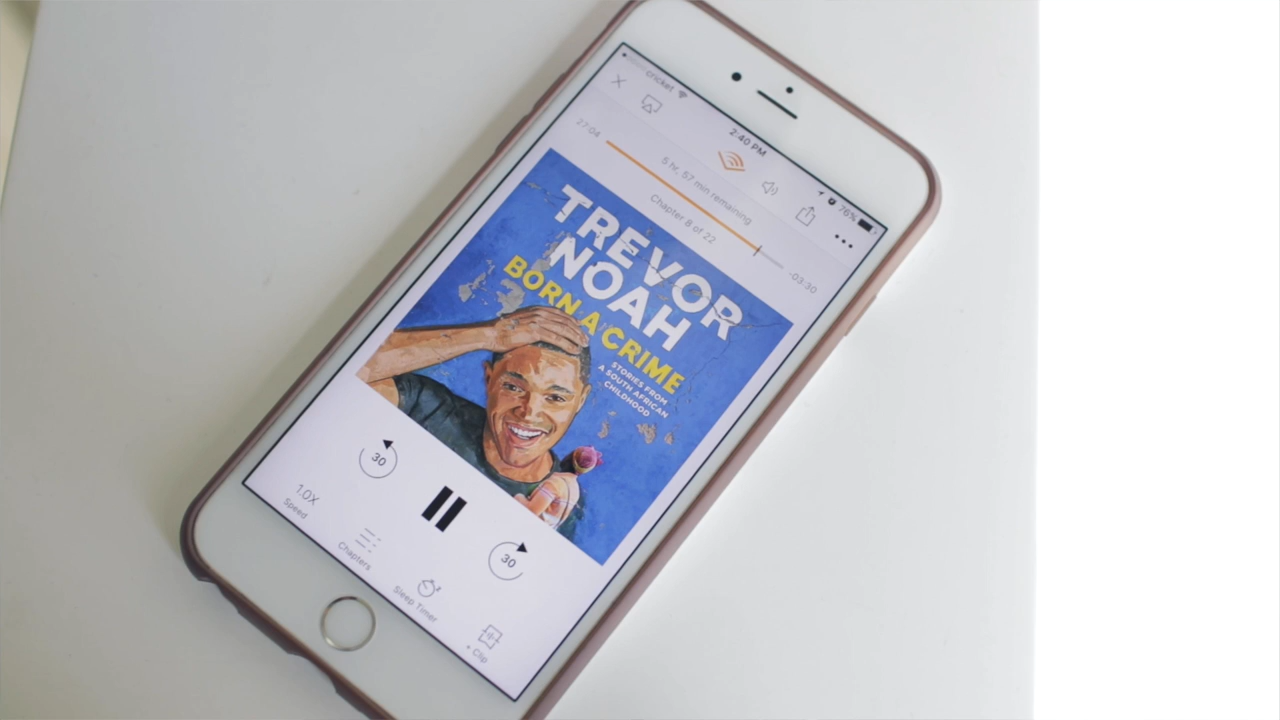 cricket
2:40 PM
76%
27:04
-03:30
5 hr, 57 min remaining
Chapter 8 of 22
TREVOR
NOAH
BORN A CRIME
STORIES FROM
A SOUTH AFRICAN
CHILDHOOD
30
30
1.0X
Speed
Chapters
Sleep Timer
+ Clip